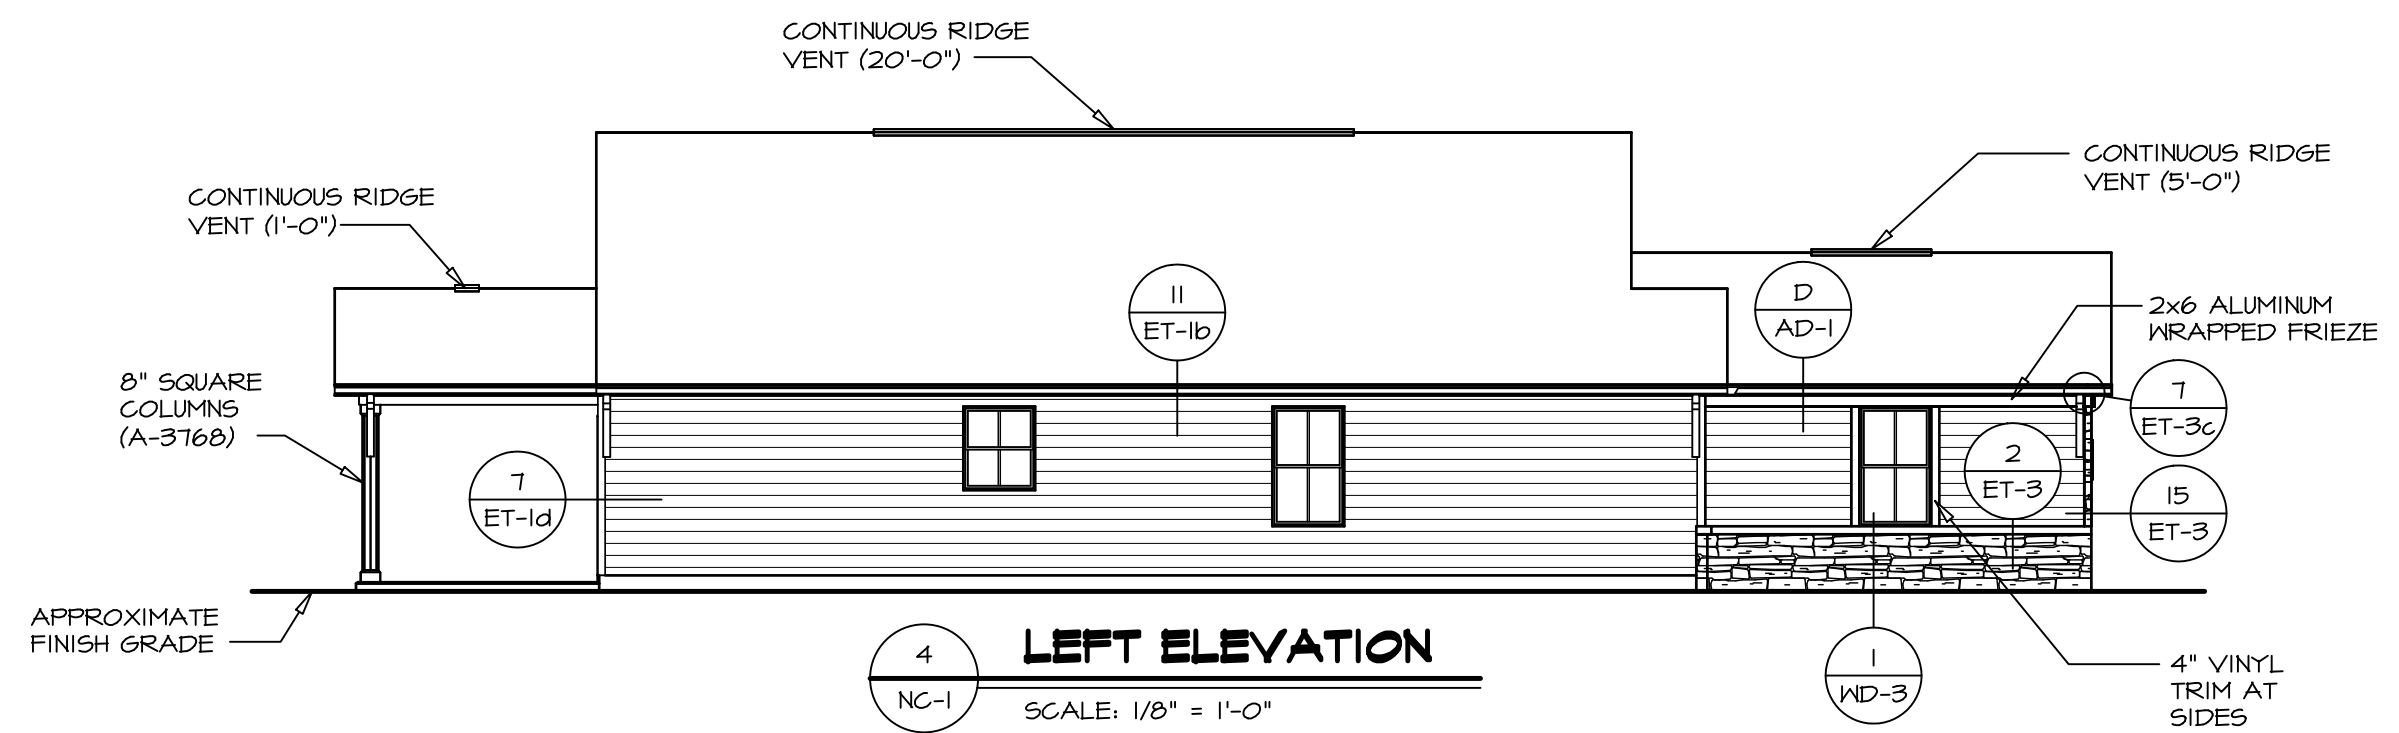 CONTINUOUS RIDGE
VENT (20'-0")
CONTINUOUS RIDGE
VENT (5'-0")
CONTINUOUS RIDGE
VENT (1'-0")
11
ET-1b
D
AD-1
2x6 ALUMINUM
WRAPPED FRIEZE
8" SQUARE
COLUMNS
(A-3768)
7
ET-3c
7
ET-1d
2
ET-3
15
ET-3
APPROXIMATE
FINISH GRADE
4
NC-1
LEFT ELEVATION
SCALE: 1/8" = 1'-0"
1
WD-3
4" VINYL
TRIM AT
SIDES